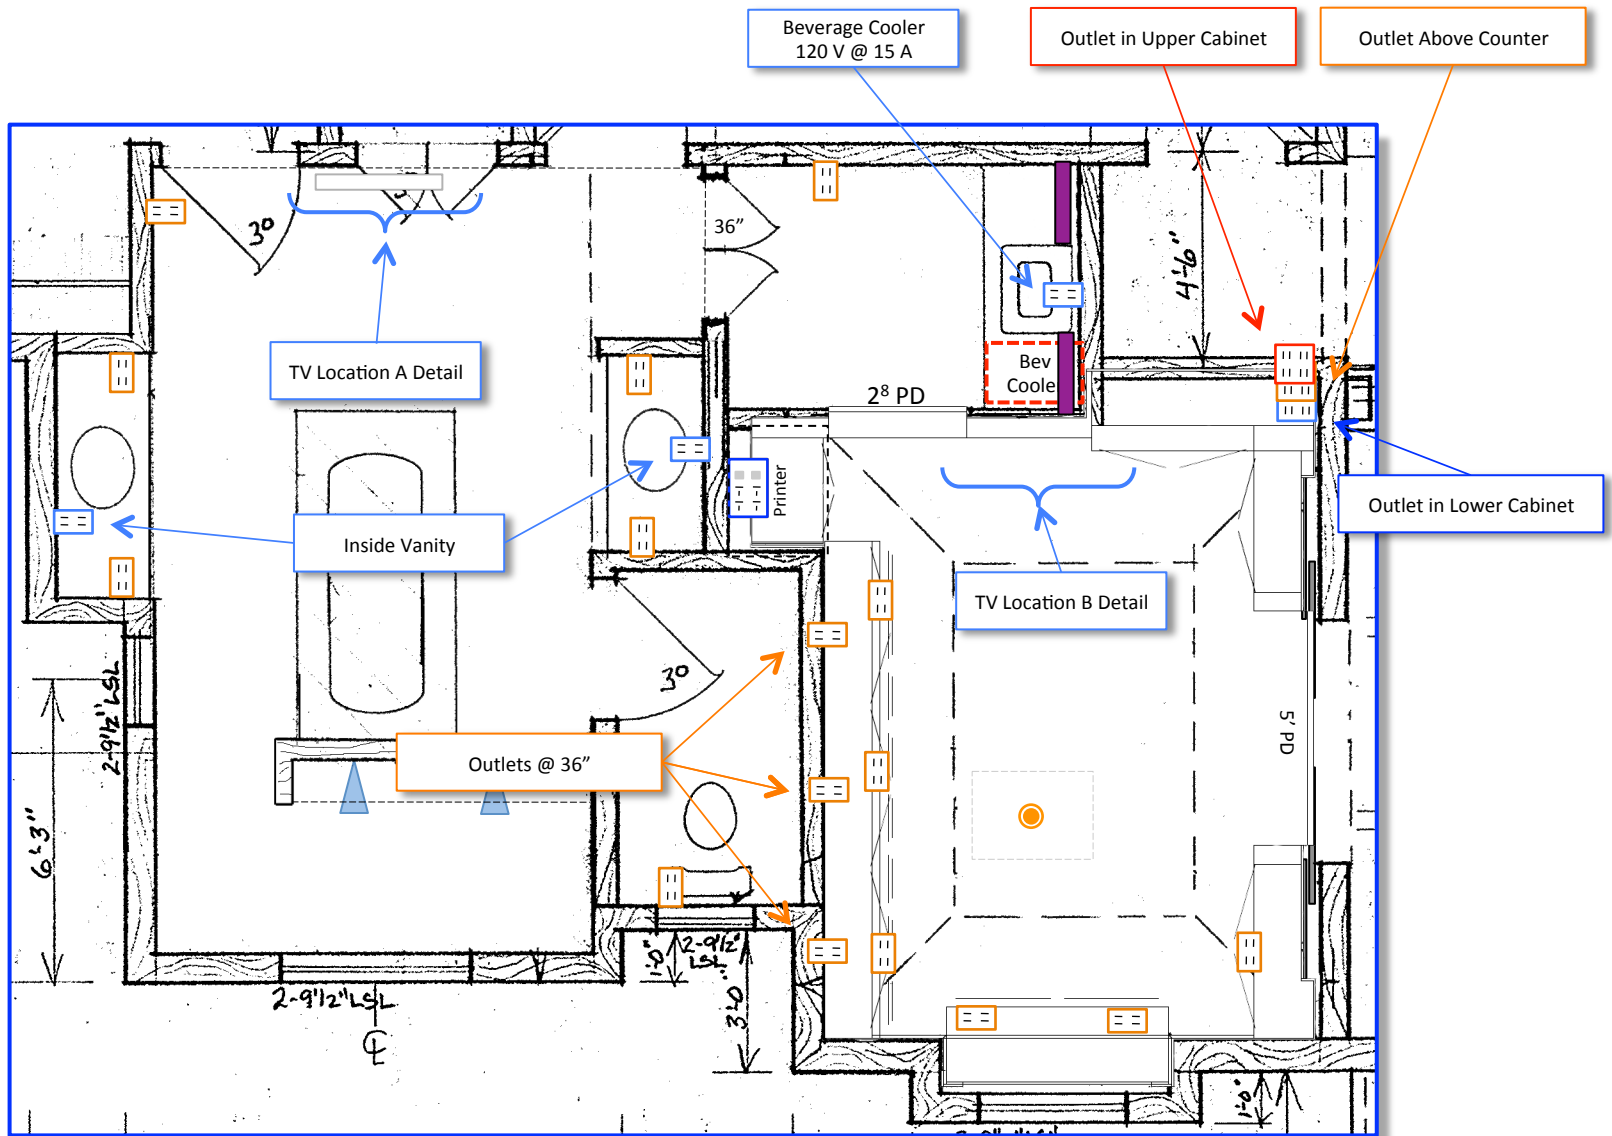 Beverage Cooler
120 V @ 15 A
Outlet in Upper Cabinet
Outlet Above Counter
3⁰
36”
4'-6"
TV Location A Detail
Bev
Coole
2⁸ PD
Printer
Outlet in Lower Cabinet
Inside Vanity
TV Location B Detail
3⁰
2-9½" LSL
5' PD
Outlets @ 36”
6'-3"
1'-0"
2-9½"
LSL
3'-0"
2-9½" LSL
℄
1'-0"